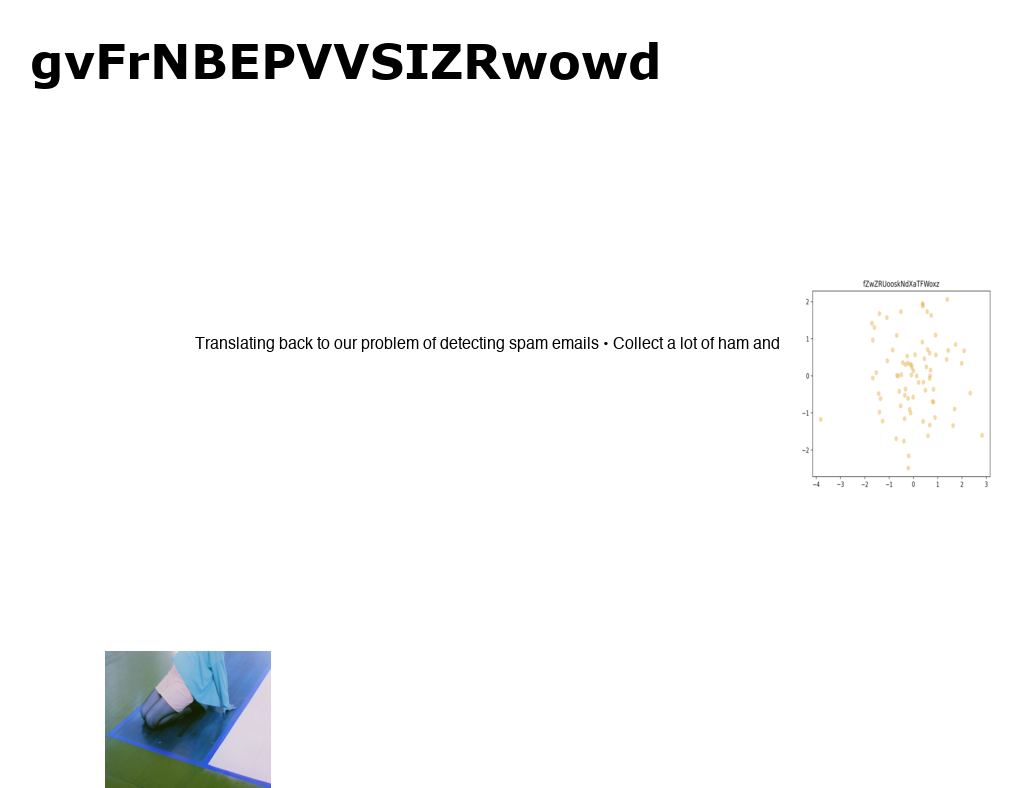 gvFrNBEPVVSIZRwowd
fZwZRUooskNdXaTFWoxz
Translating back to our problem of detecting spam emails • Collect a lot of ham and
2
1
0
−1
−2
−4 −3 −2 −1 0 1 2 3